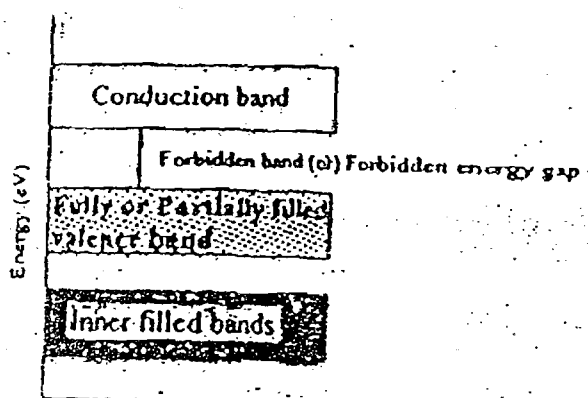 Conduction band
Forbidden band (or) Forbidden energy gap
Fully or Partially filled
valence band
Inner filled bands
Energy (eV)